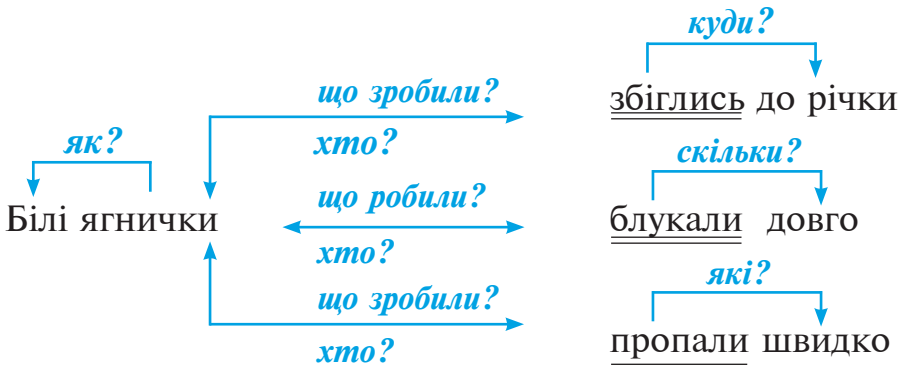 куди?
що зробили?
збіглись до річки
хто?
як?
скільки?
що робили?
Білі ягнички
блукали довго
хто?
які?
що зробили?
пропали швидко
хто?